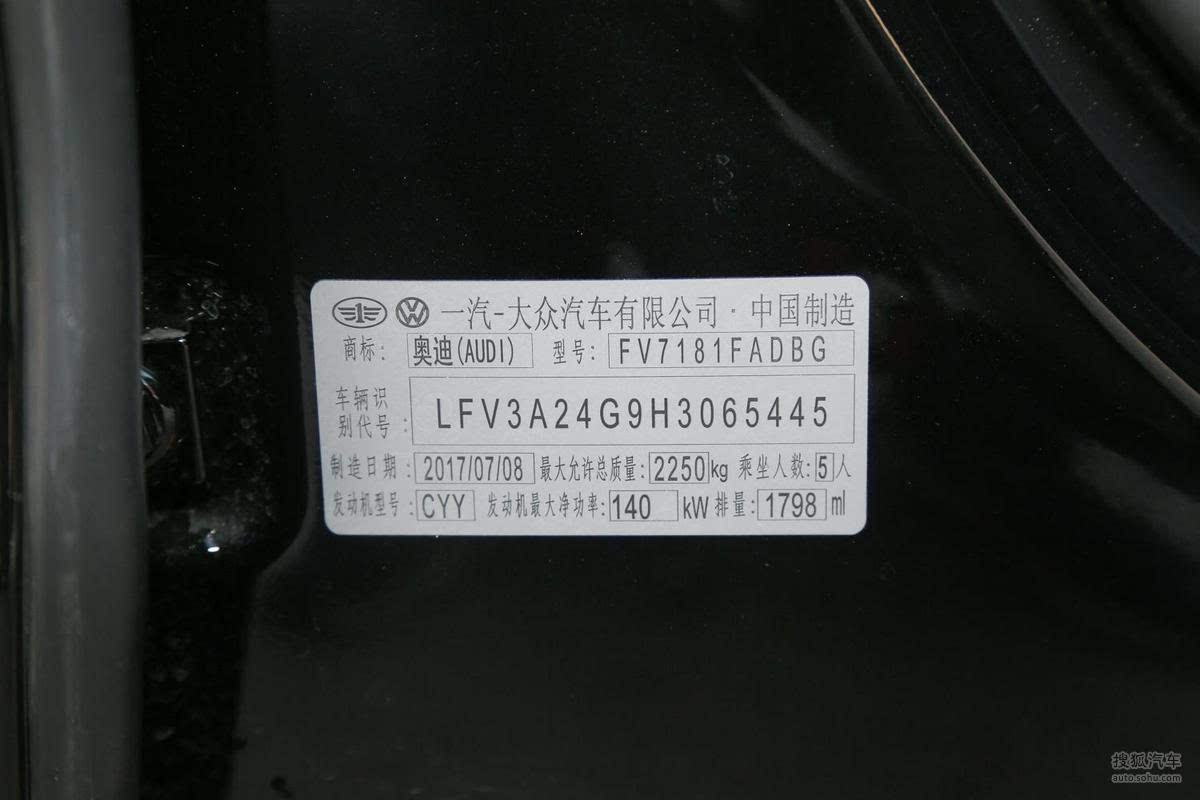 一汽-大众汽车有限公司·中国制造
商标: 奥迪(AUDI) 型号: FV7181FADBG
车辆识
别代号: LFV3A24G9H3065445
制造日期: 2017/07/08 最大允许总质量: 2250kg 乘坐人数: 5人
发动机型号: CYY 发动机最大净功率: 140 kW 排量: 1798 ml
搜狐汽车
auto.sohu.com